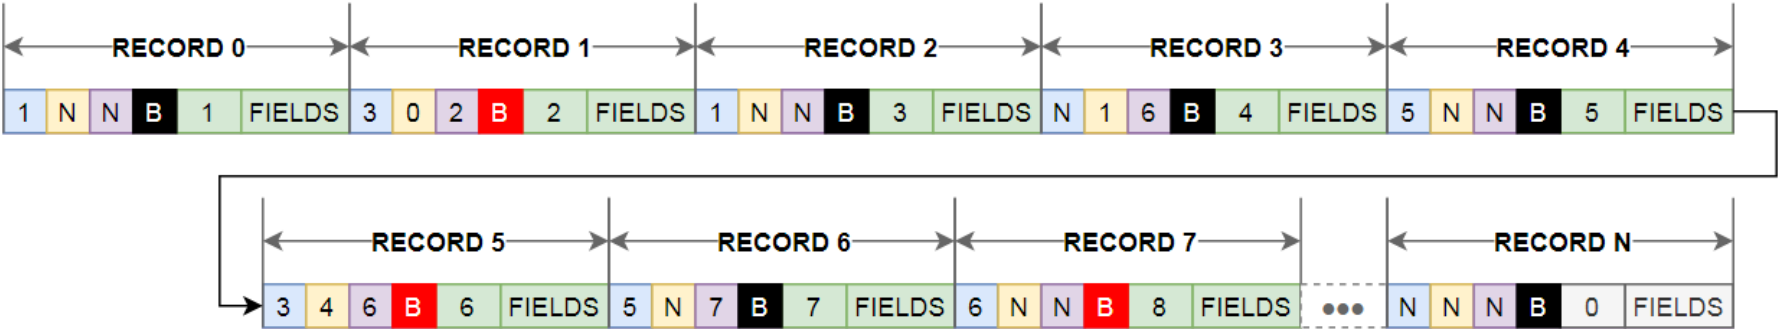 RECORD 0 RECORD 1 RECORD 2 RECORD 3 RECORD 4
1 N N B 1 FIELDS 3 0 2 B 2 FIELDS 1 N N B 3 FIELDS N 1 6 B 4 FIELDS 5 N N B 5 FIELDS
RECORD 5 RECORD 6 RECORD 7 RECORD N
3 4 6 B 6 FIELDS 5 N 7 B 7 FIELDS 6 N N B 8 FIELDS ●●● N N N B 0 FIELDS